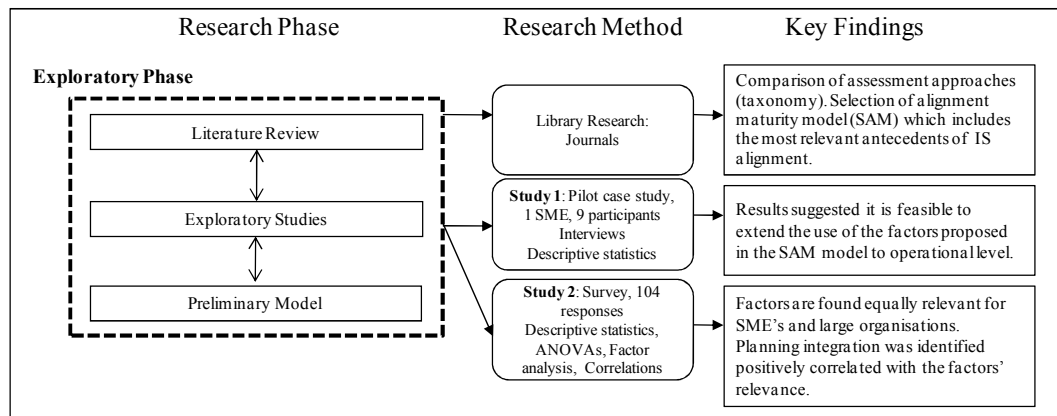 Research Phase
Research Method
Key Findings
Exploratory Phase
Literature Review
Exploratory Studies
Preliminary Model
Library Research:
Journals
Study 1: Pilot case study,
1 SME, 9 participants
Interviews
Descriptive statistics
Study 2: Survey, 104
responses
Descriptive statistics,
ANOVAs, Factor
analysis, Correlations
Comparison of assessment approaches
(taxonomy). Selection of alignment
maturity model (SAM) which includes
the most relevant antecedents of IS
alignment.
Results suggested it is feasible to
extend the use of the factors proposed
in the SAM model to operational level.
Factors are found equally relevant for
SME's and large organisations.
Planning integration was identified
positively correlated with the factors'
relevance.